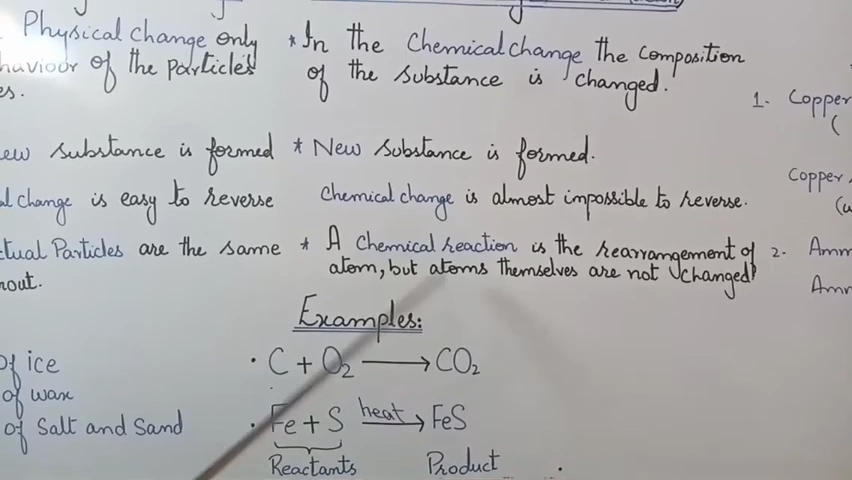 Physical change only
haviour of the particles
es.
* In the chemical change the composition
of the substance is changed.
ew substance is formed
* New substance is formed.
al change is easy to reverse
Chemical change is almost impossible to reverse.
ctual Particles are the same
hout.
* A Chemical reaction is the rearrangement of
atom, but atoms themselves are not changed
Examples:
of ice
of wax
of Salt and Sand
· C + O₂ → CO₂
· Fe + S heat→ FeS
Reactants Product
1. Copper
(
Copper
(u
2. Amm
Amm